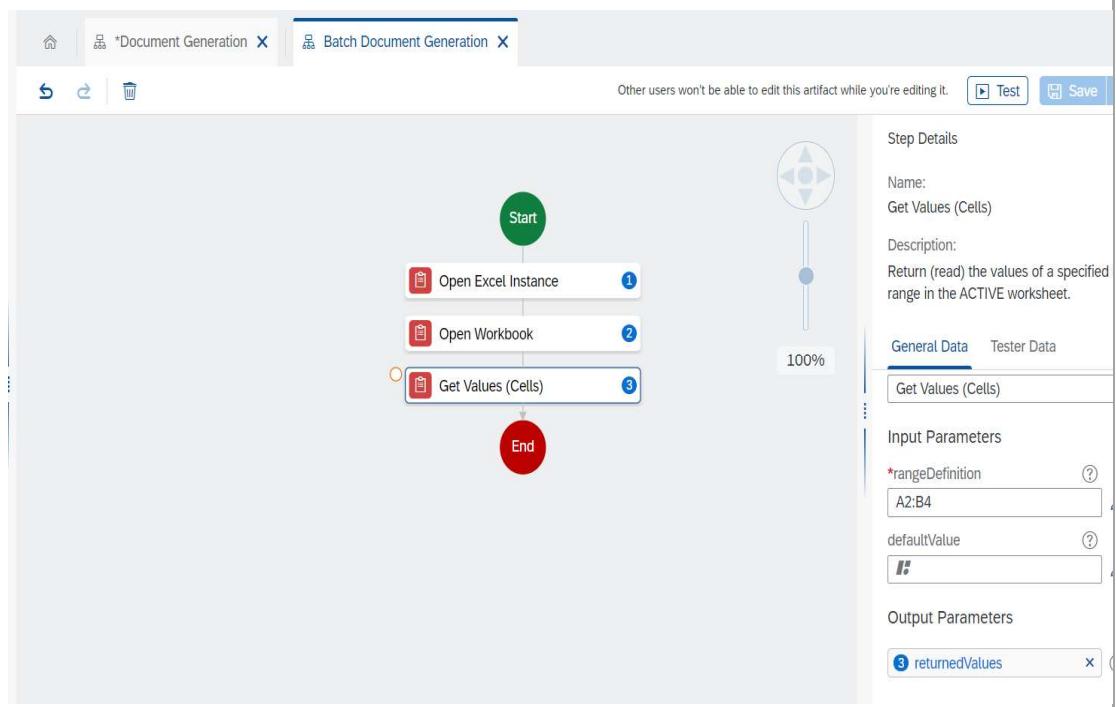 *Document Generation
Batch Document Generation
Other users won't be able to edit this artifact while you're editing it.
Test
Save
Start
Open Excel Instance 1
Open Workbook 2
Get Values (Cells) 3
End
100%
Step Details
Name:
Get Values (Cells)
Description:
Return (read) the values of a specified
range in the ACTIVE worksheet.
General Data Tester Data
Get Values (Cells)
Input Parameters
*rangeDefinition
A2:B4
defaultValue
Output Parameters
3 returnedValues